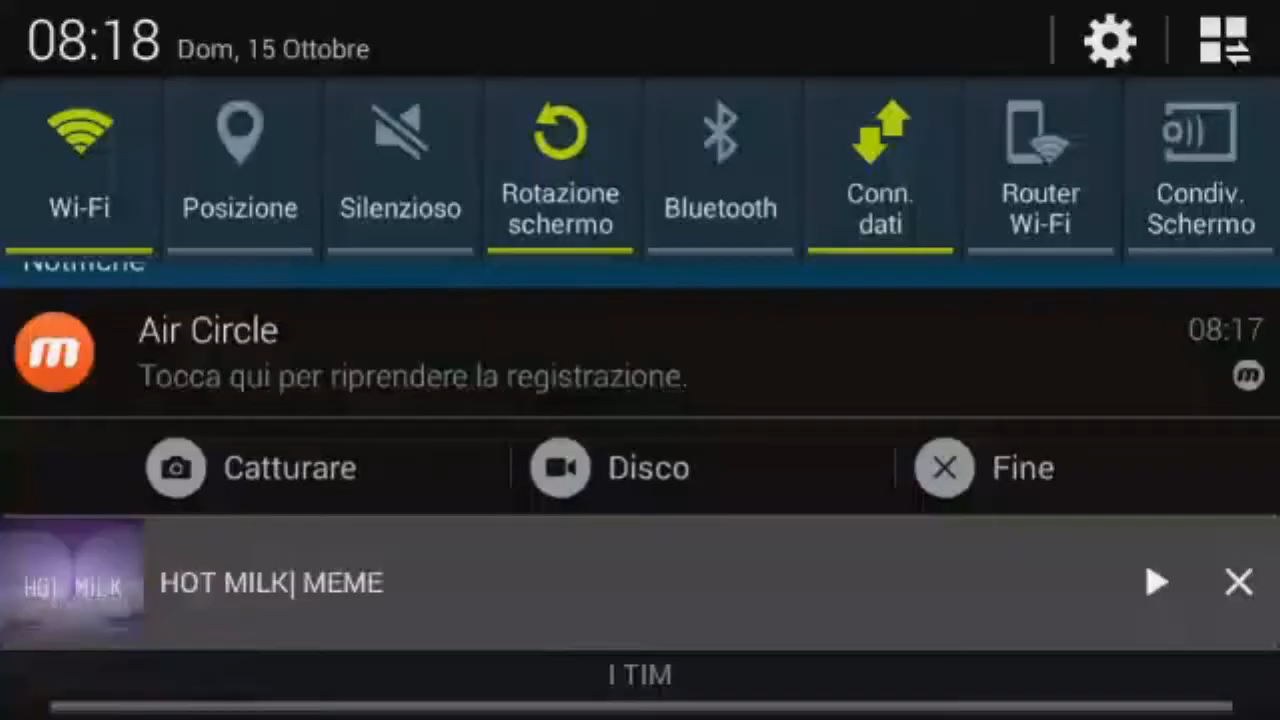 08:18 Dom, 15 Ottobre
Wi-Fi
Posizione
Silenzioso
Rotazione
schermo
Bluetooth
Conn.
dati
Router
Wi-Fi
Condiv.
Schermo
Notifiche
Air Circle 08:17
Tocca qui per riprendere la registrazione.
Catturare Disco Fine
HOT MILK
HOT MILK| MEME
I TIM